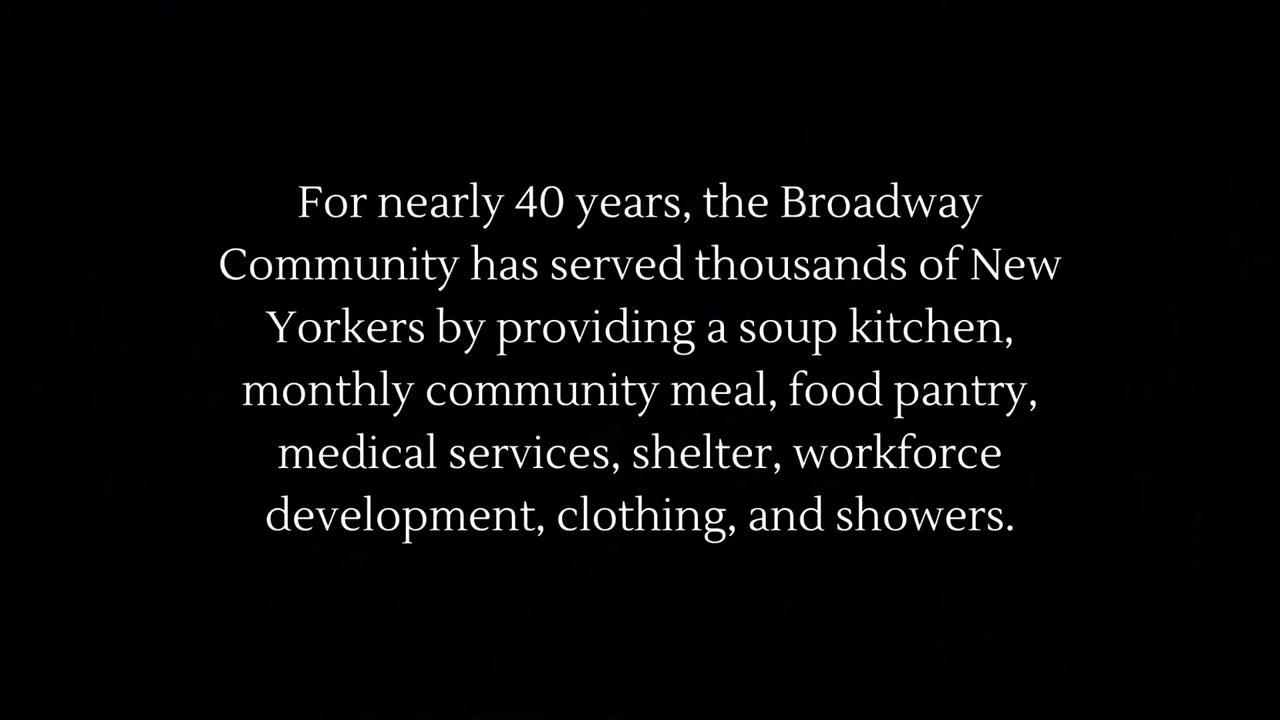 For nearly 40 years, the Broadway
Community has served thousands of New
Yorkers by providing a soup kitchen,
monthly community meal, food pantry,
medical services, shelter, workforce
development, clothing, and showers.